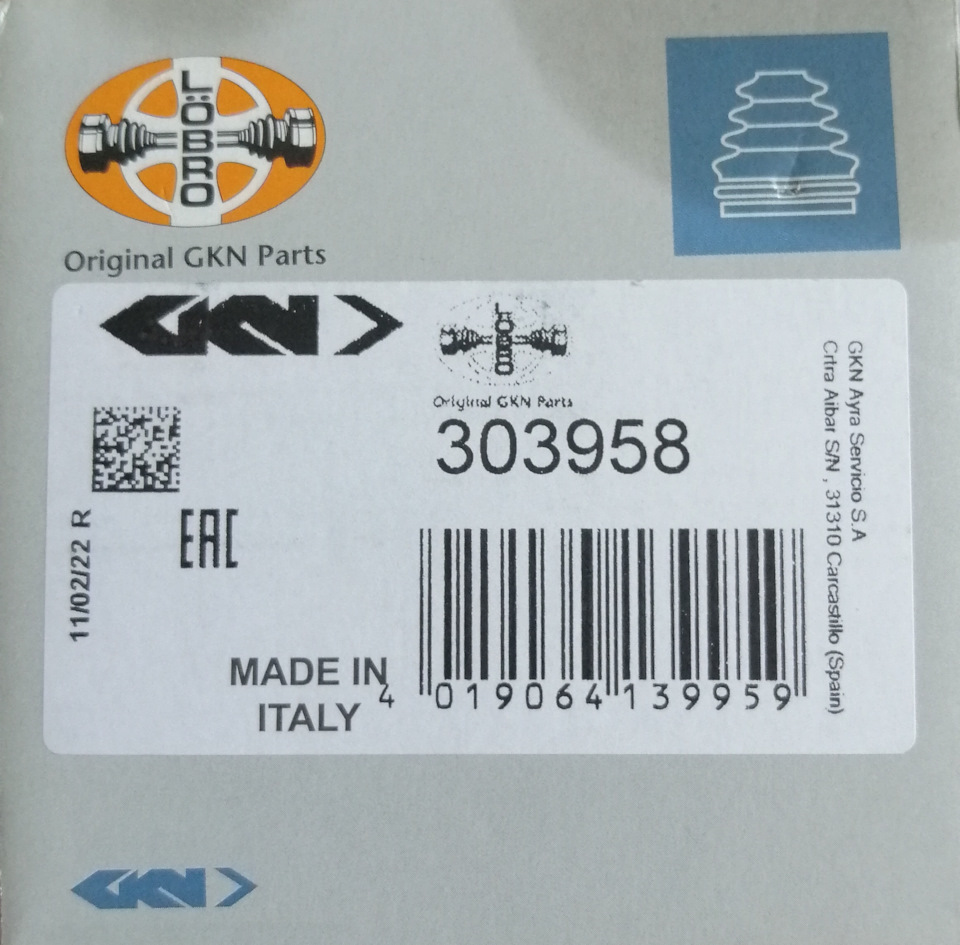 LÖBRO
Original GKN Parts
GKN
LÖBRO
Original GKN Parts
303958
GKN Ayra Servicio S.A
Crtra Aibar S/N , 31310 Carcastillo (Spain)
11/02/22 R
EAC
MADE IN
ITALY
4 019064 139959
GKN